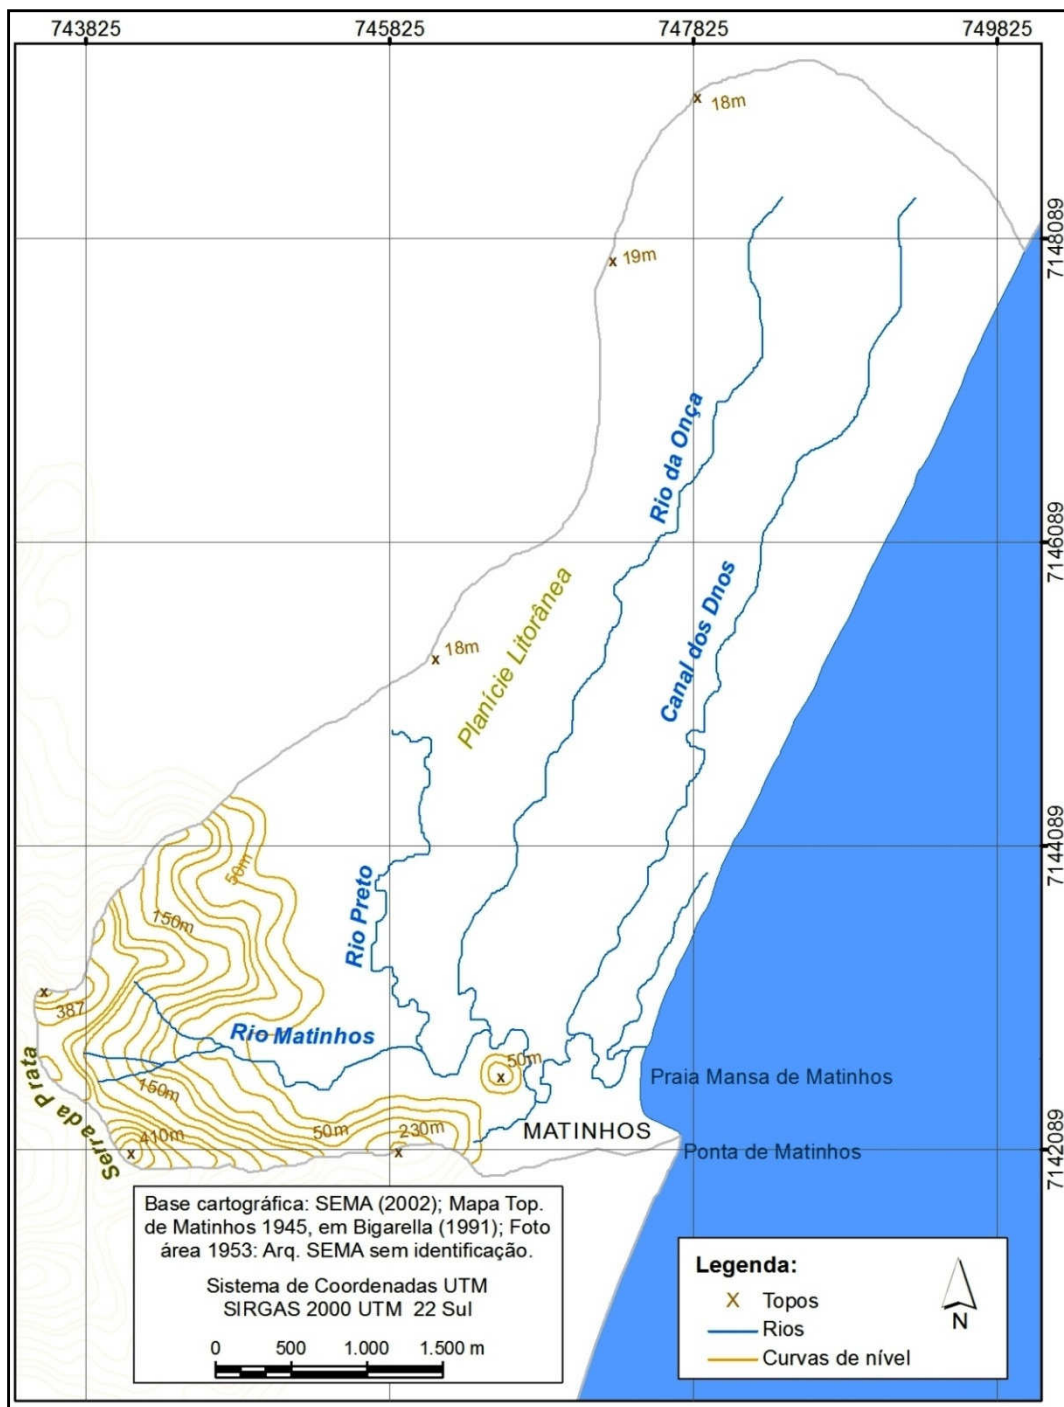 743825
745825
747825
749825
18m
7148089
19m
Rio da Onça
7146089
Planície Litorânea
Canal dos Dnos
18m
7144089
50m
Rio Preto
150m
387
Rio Matinhos
50m
Praia Mansa de Matinhos
Serra da Prata
150m
410m
50m
230m
MATINHOS
Ponta de Matinhos
7142089
Base cartográfica: SEMA (2002); Mapa Top.
de Matinhos 1945, em Bigarella (1991); Foto
área 1953: Arq. SEMA sem identificação.
Sistema de Coordenadas UTM
SIRGAS 2000 UTM 22 Sul
0 500 1.000 1.500 m
Legenda:
X Topos
Rios
Curvas de nível
N